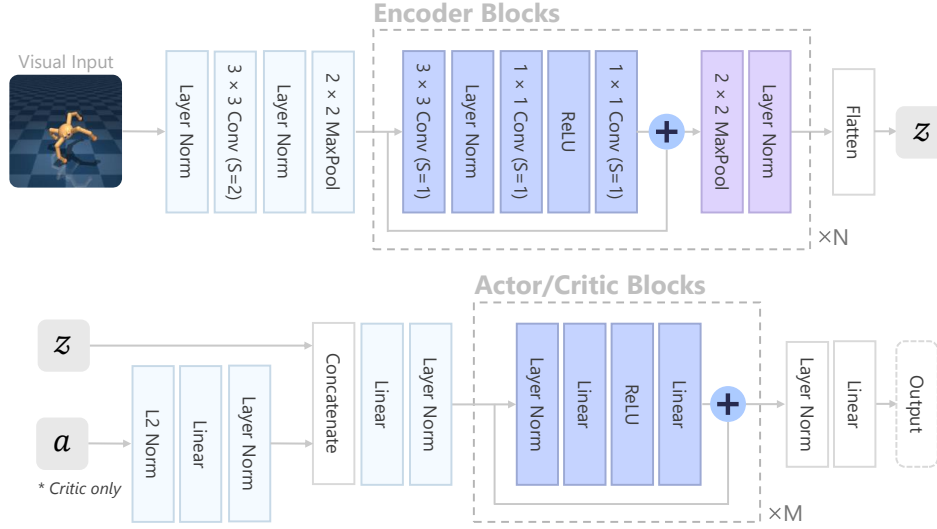 Encoder Blocks
Visual Input
Layer Norm
3 × 3 Conv (S=2)
Layer Norm
2 × 2 MaxPool
3 × 3 Conv (S=1)
Layer Norm
1 × 1 Conv (S=1)
ReLU
1 × 1 Conv (S=1)
+
2 × 2 MaxPool
Layer Norm
Flatten
z
×N
Actor/Critic Blocks
z
a
* Critic only
L2 Norm
Linear
Layer Norm
Concatenate
Linear
Layer Norm
Layer Norm
Linear
ReLU
Linear
+
Layer Norm
Linear
Output
×M